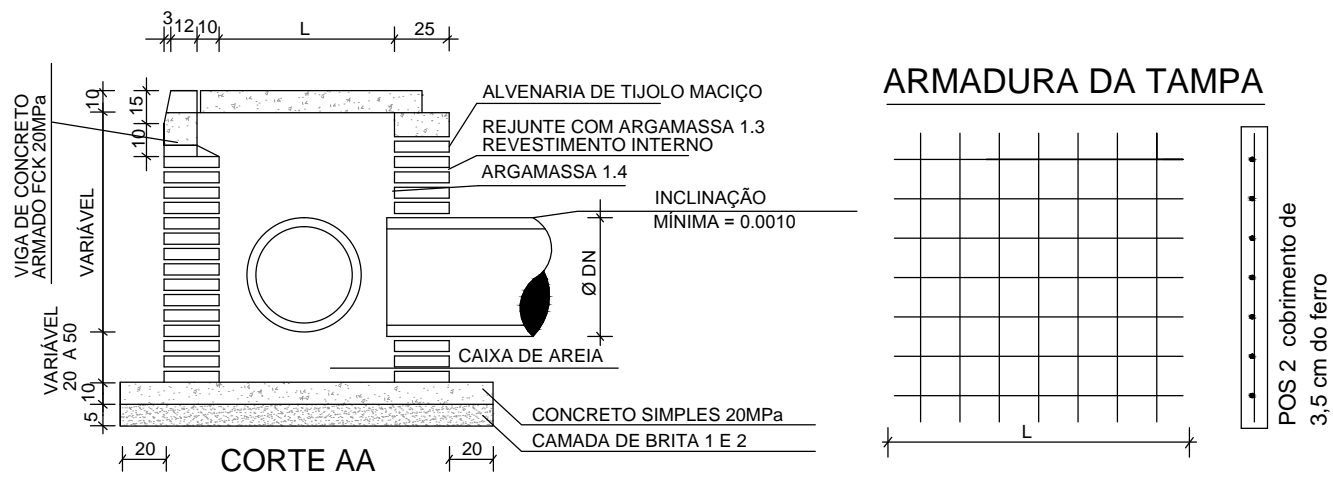 3 12 10 L 25
VIGA DE CONCRETO
ARMADO FCK 20MPa
10
15
10
VARIÁVEL
VARIÁVEL
20 A 50
10
5
ALVENARIA DE TIJOLO MACIÇO
REJUNTE COM ARGAMASSA 1.3
REVESTIMENTO INTERNO
ARGAMASSA 1.4
INCLINAÇÃO
MÍNIMA = 0.0010
Ø DN
CAIXA DE AREIA
CONCRETO SIMPLES 20MPa
CAMADA DE BRITA 1 E 2
20
20
CORTE AA
ARMADURA DA TAMPA
L
POS 2 cobrimento de
3,5 cm do ferro